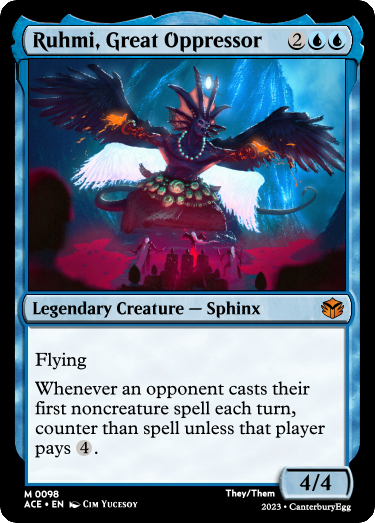 Ruhmi, Great Oppressor 2
Legendary Creature — Sphinx
Flying
Whenever an opponent casts their
first noncreature spell each turn,
counter than spell unless that player
pays 4 .
4/4
M 0098
ACE • EN Cim Yucesoy
They/Them
2023 • CanterburyEgg